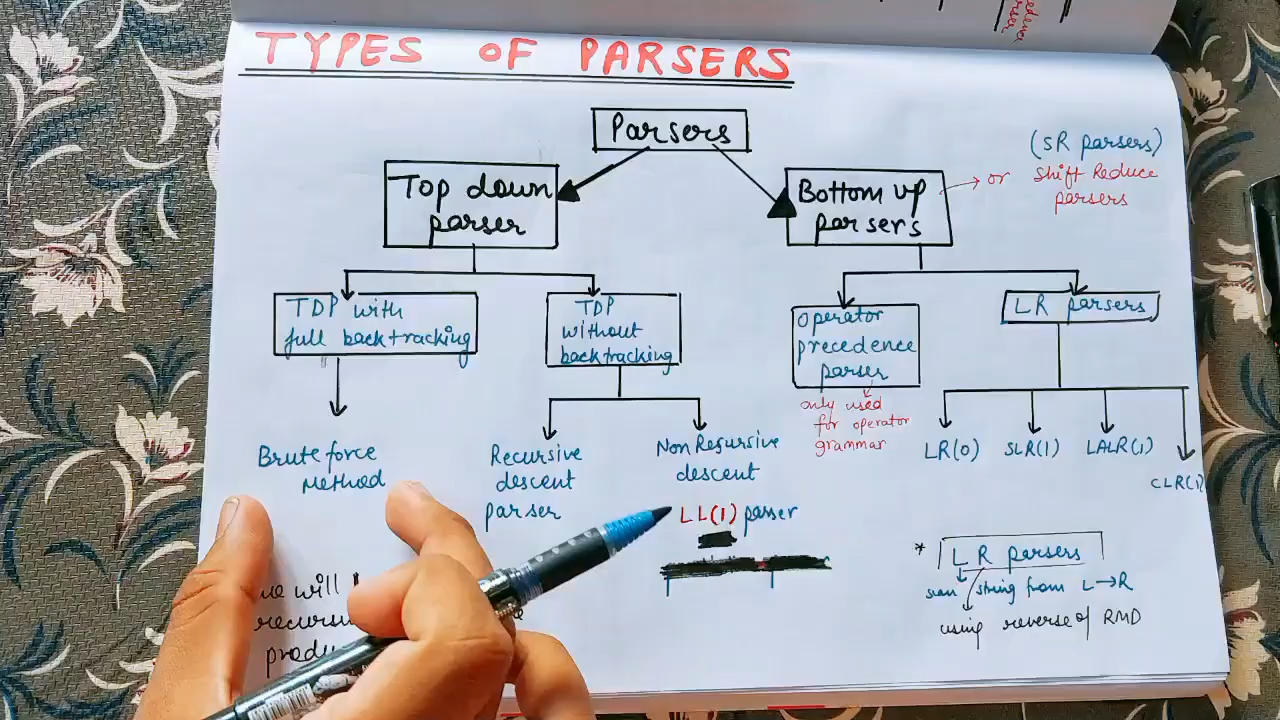 TYPES OF PARSERS
Parsers
Top down
parser
Bottom up
parsers
→ or
(SR parsers)
Shift Reduce
parsers
TDP with
full backtracking
TDP
without
backtracking
operator
precedence
parser
LR parsers
only used
for operator
grammar
Brute force
Method
Recursive
descent
parser
Non Resursive
descent
LL(1) parser
LR(0)
SLR(1)
LALR(1)
CLR(1)
* LR parsers
scan string from L→R
using reverse of RMD
will